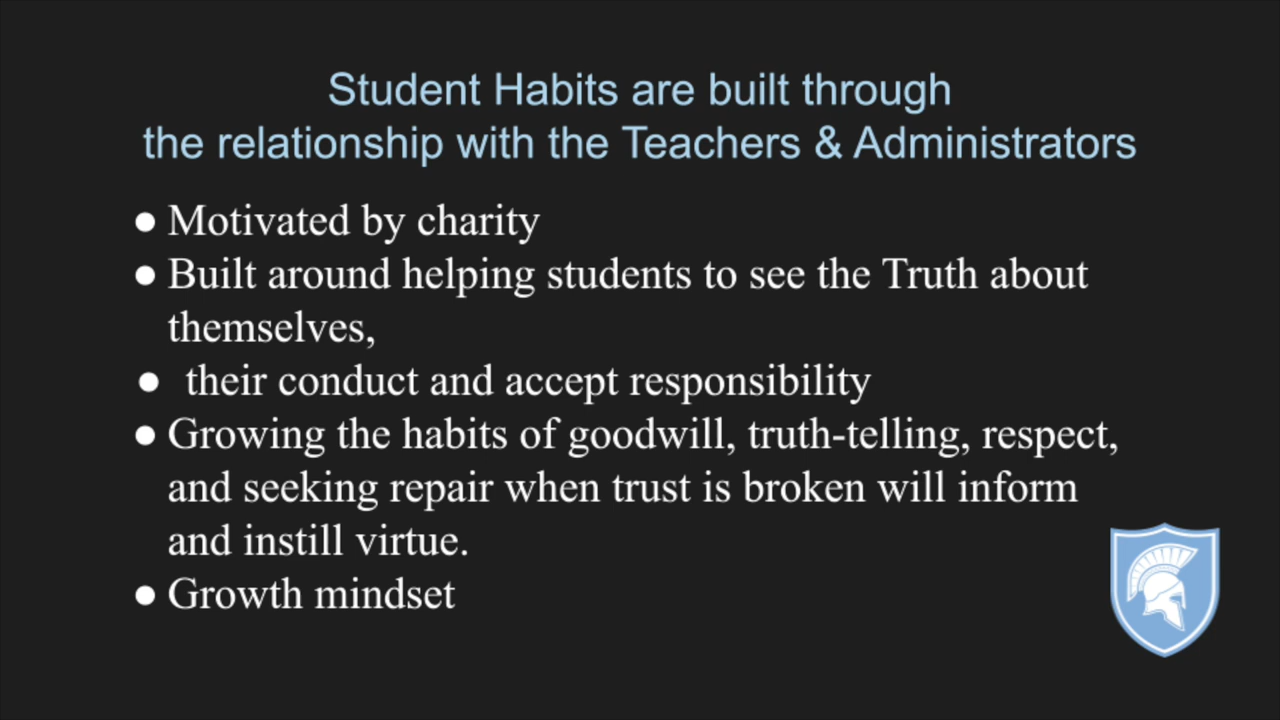 Student Habits are built through
the relationship with the Teachers & Administrators
● Motivated by charity
● Built around helping students to see the Truth about
themselves,
● their conduct and accept responsibility
● Growing the habits of goodwill, truth-telling, respect,
and seeking repair when trust is broken will inform
and instill virtue.
● Growth mindset